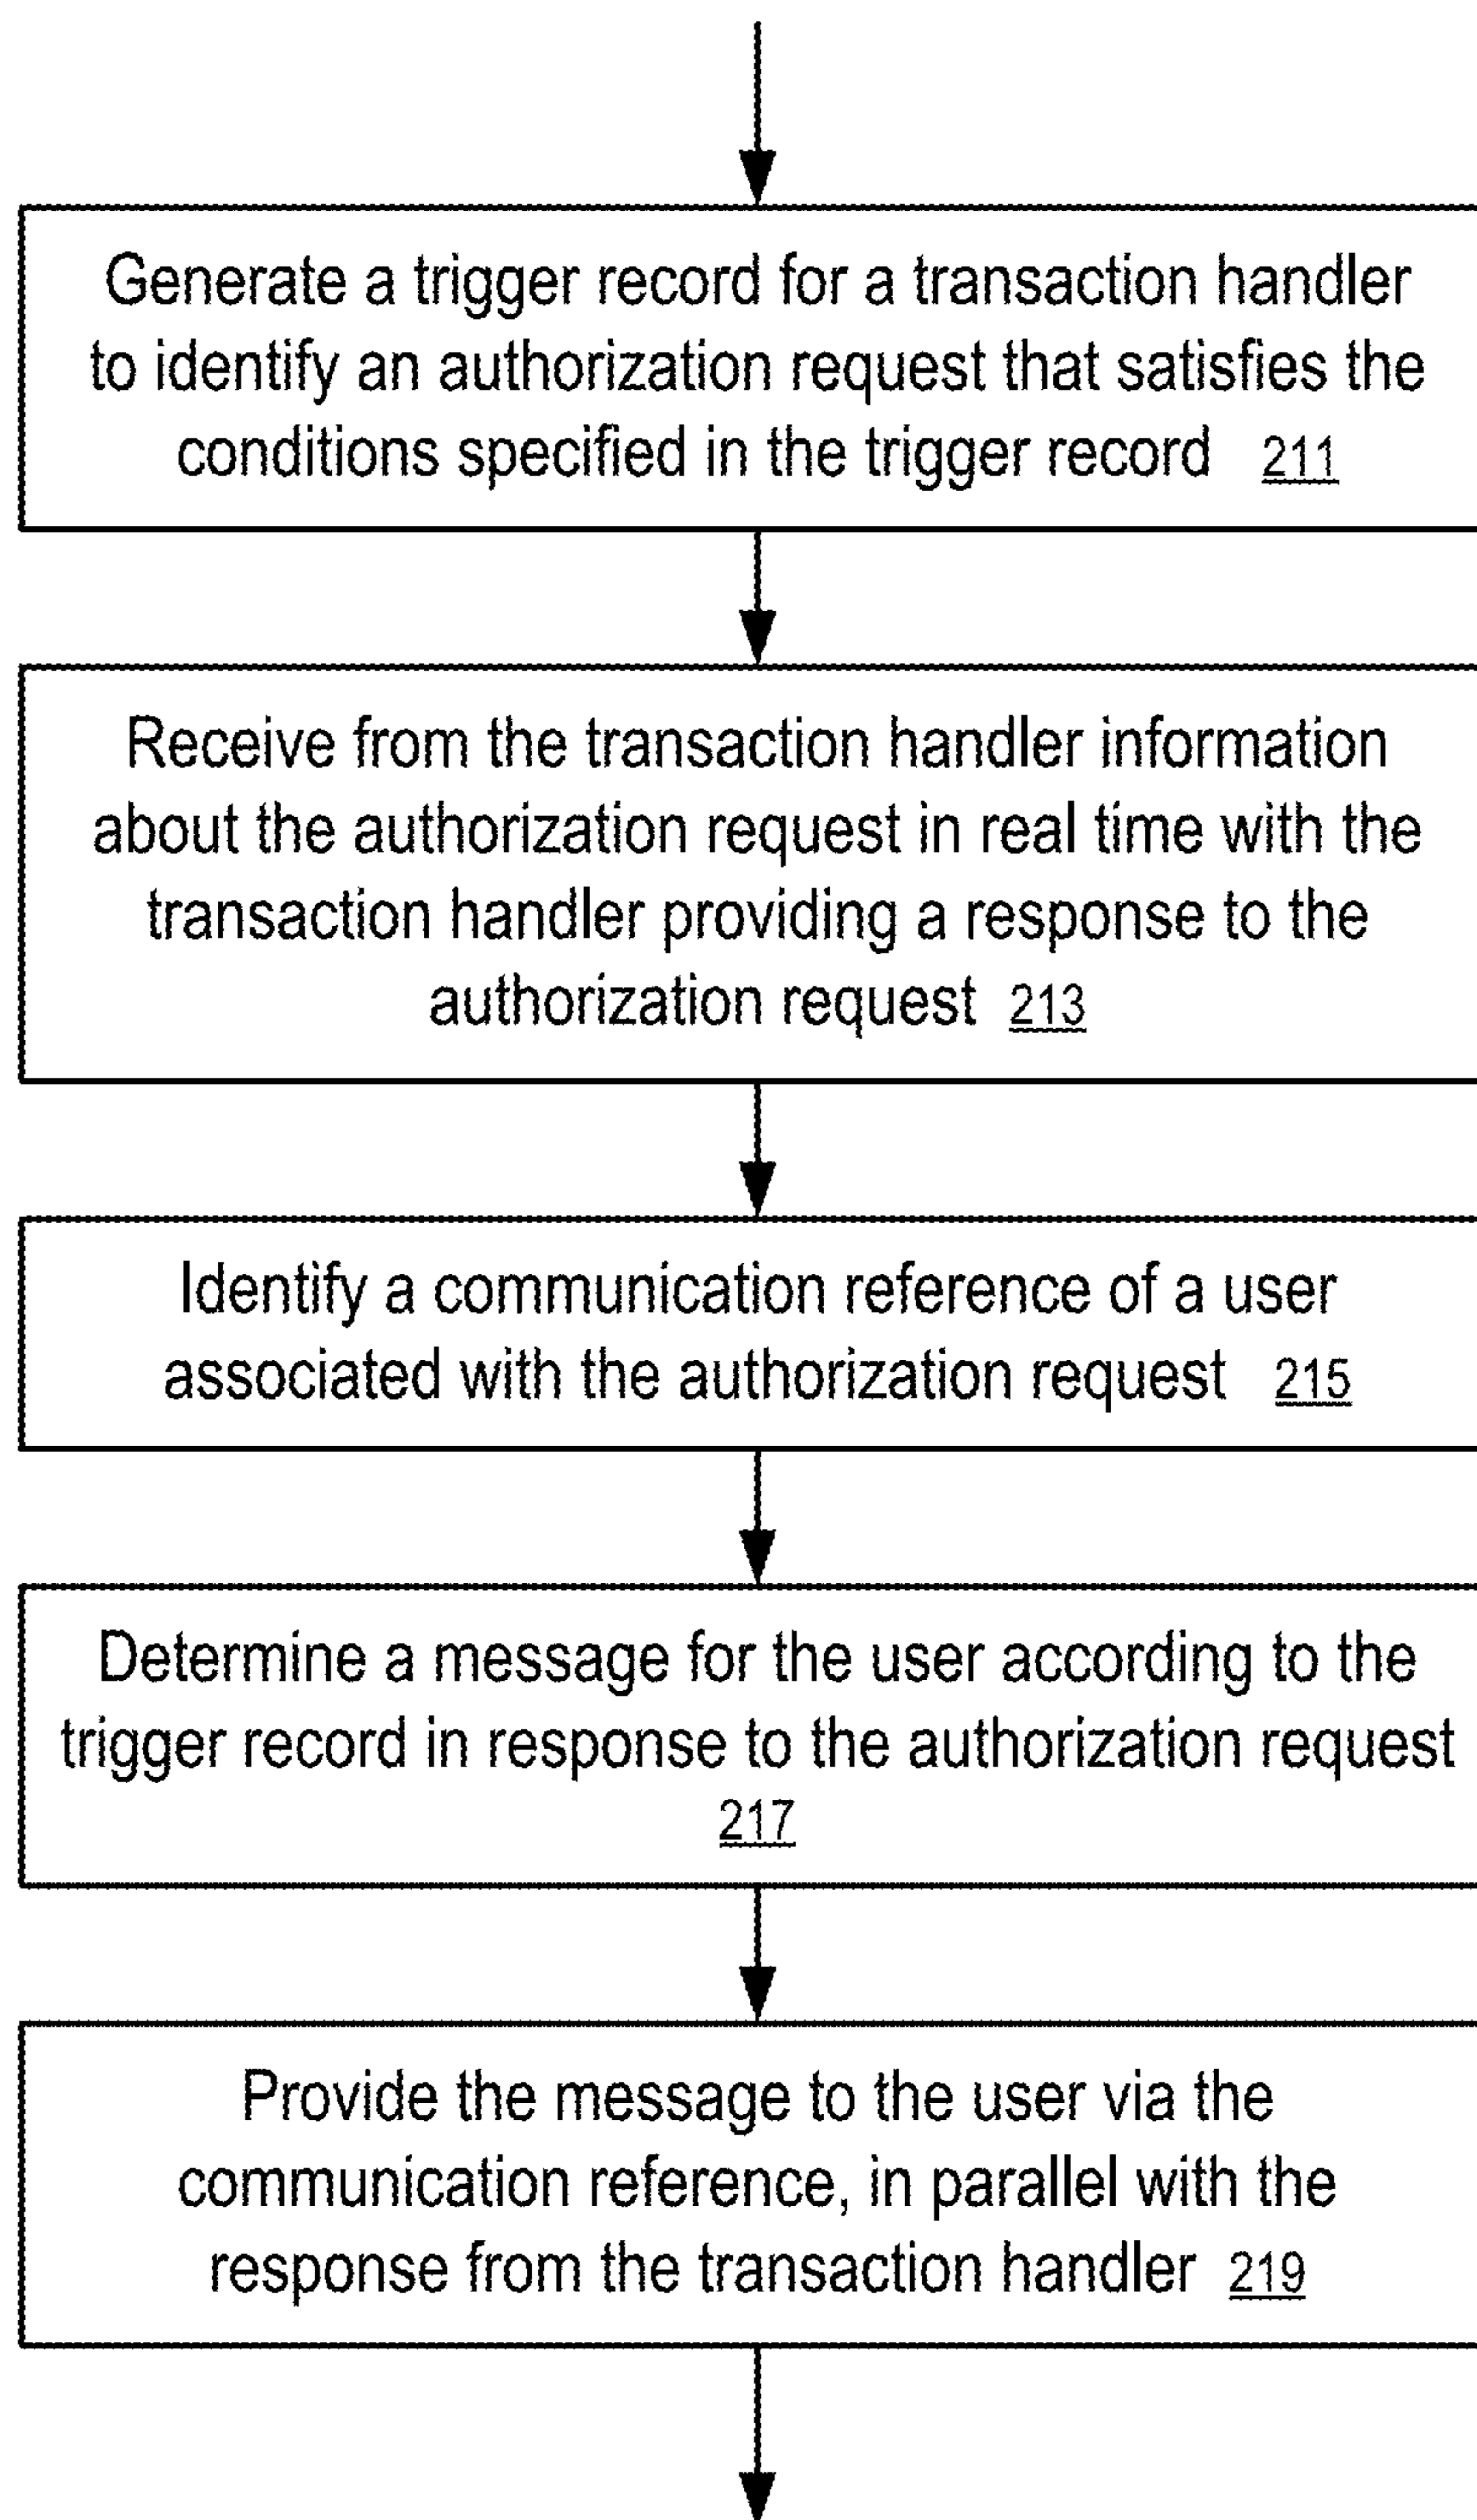 Generate a trigger record for a transaction handler
to identify an authorization request that satisfies the
conditions specified in the trigger record 211
Receive from the transaction handler information
about the authorization request in real time with the
transaction handler providing a response to the
authorization request 213
Identify a communication reference of a user
associated with the authorization request 215
Determine a message for the user according to the
trigger record in response to the authorization request
217
Provide the message to the user via the
communication reference, in parallel with the
response from the transaction handler 219